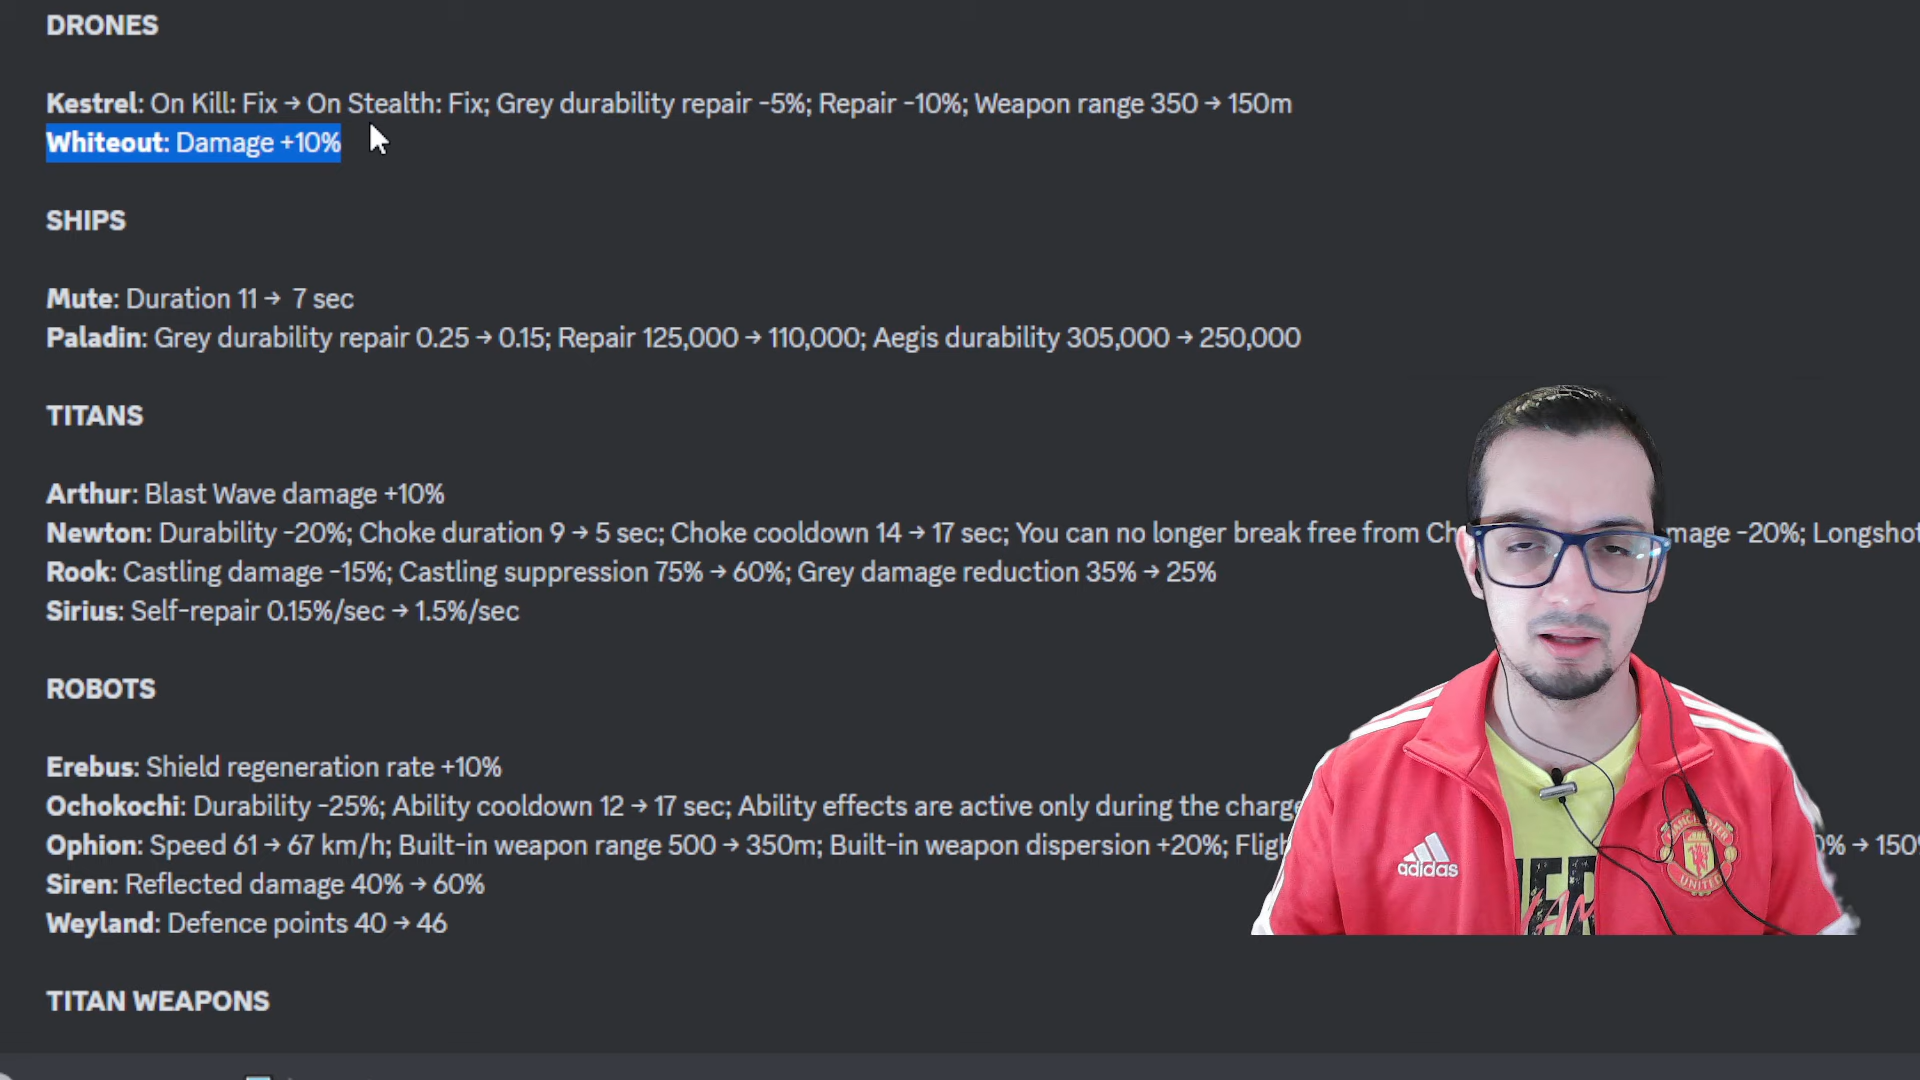 DRONES
Kestrel: On Kill: Fix → On Stealth: Fix; Grey durability repair -5%; Repair -10%; Weapon range 350 → 150m
Whiteout: Damage +10%
SHIPS
Mute: Duration 11 → 7 sec
Paladin: Grey durability repair 0.25 → 0.15; Repair 125,000 → 110,000; Aegis durability 305,000 → 250,000
TITANS
Arthur: Blast Wave damage +10%
Newton: Durability -20%; Choke duration 9 → 5 sec; Choke cooldown 14 → 17 sec; You can no longer break free from Ch mage -20%; Longshot
Rook: Castling damage -15%; Castling suppression 75% → 60%; Grey damage reduction 35% → 25%
Sirius: Self-repair 0.15%/sec → 1.5%/sec
ROBOTS
Erebus: Shield regeneration rate +10%
Ochokochi: Durability -25%; Ability cooldown 12 → 17 sec; Ability effects are active only during the charge
Ophion: Speed 61 → 67 km/h; Built-in weapon range 500 → 350m; Built-in weapon dispersion +20%; Fligh % → 150%
Siren: Reflected damage 40% → 60%
Weyland: Defence points 40 → 46
TITAN WEAPONS
adidas
MANCHESTER
UNITED